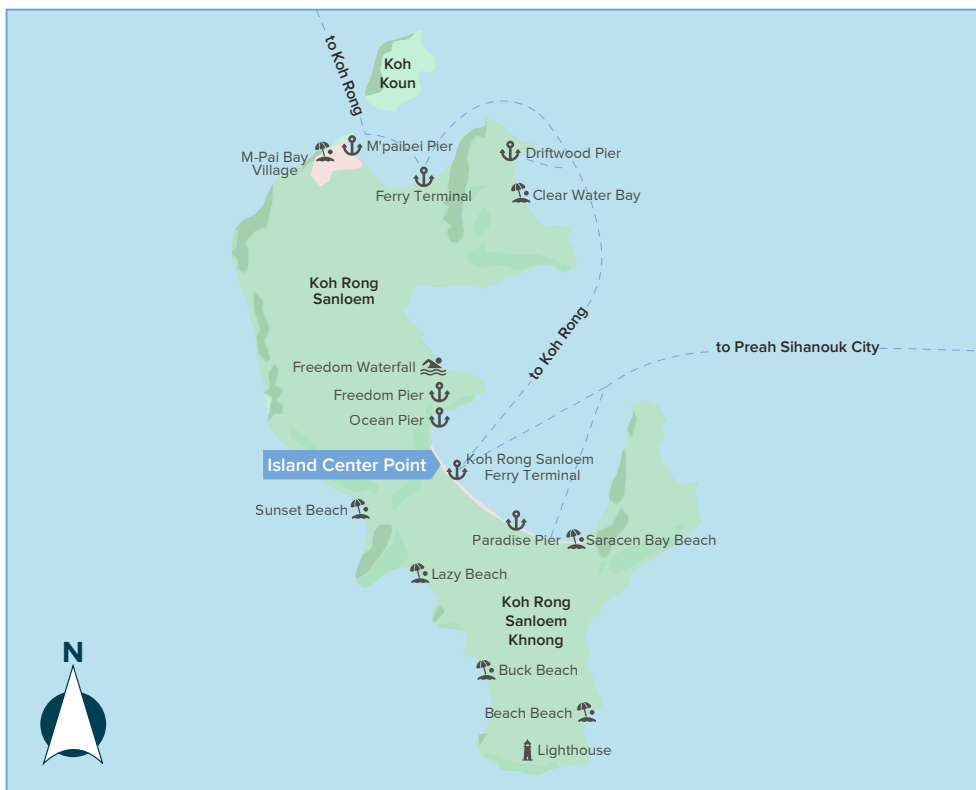 to Koh Rong
Koh
Koun
M-Pai Bay
Village
M'paibei Pier
Driftwood Pier
Ferry Terminal
Clear Water Bay
Koh Rong
Sanloem
to Koh Rong
to Preah Sihanouk City
Freedom Waterfall
Freedom Pier
Ocean Pier
Island Center Point
Koh Rong Sanloem
Ferry Terminal
Sunset Beach
Paradise Pier
Saracen Bay Beach
Lazy Beach
Koh Rong
Sanloem
Khnong
N
Buck Beach
Beach Beach
Lighthouse